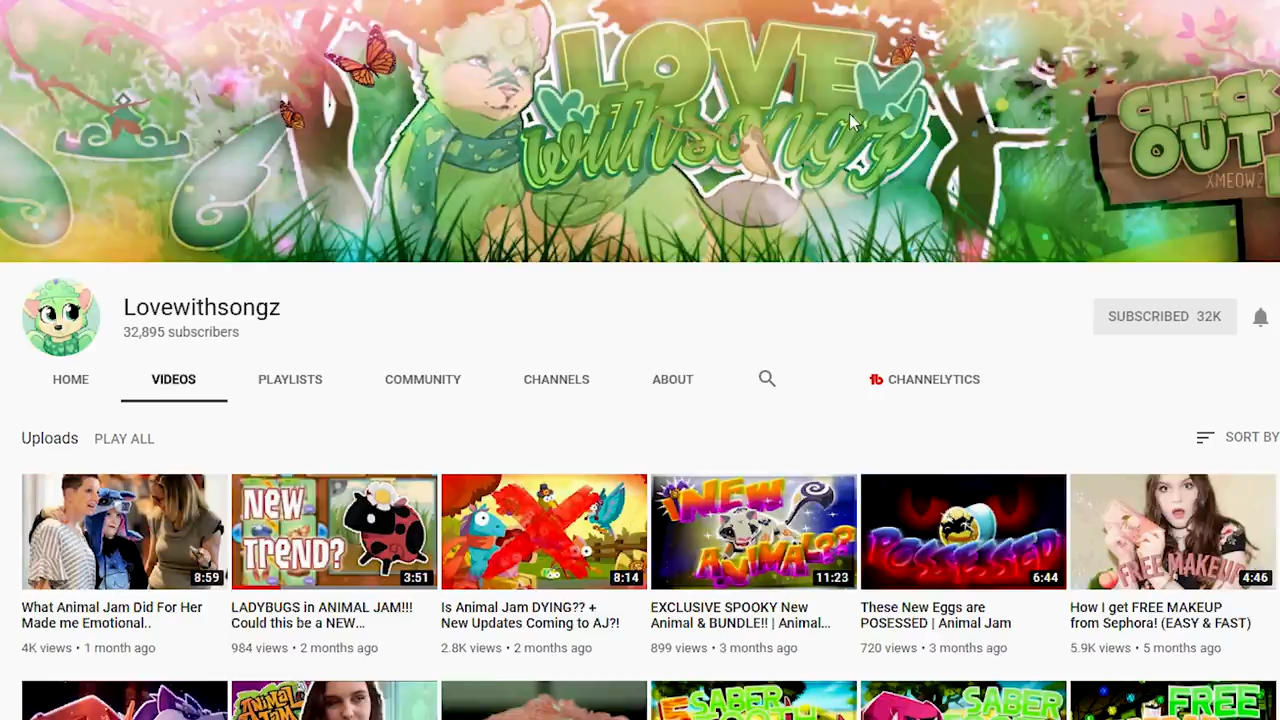 LOVE
withsongz
CHECK
OUT
XMEOWZ
Lovewithsongz
32,895 subscribers
SUBSCRIBED 32K
HOME VIDEOS PLAYLISTS COMMUNITY CHANNELS ABOUT CHANNELYTICS
Uploads PLAY ALL
SORT BY
NEW
TREND?
NEW
ANIMAL??
POSSESSED
FREE MAKEUP
8:59 3:51 8:14 11:23 6:44 4:46
What Animal Jam Did For Her
Made me Emotional..
4K views • 1 month ago
LADYBUGS in ANIMAL JAM!!!
Could this be a NEW...
984 views • 2 months ago
Is Animal Jam DYING?? +
New Updates Coming to AJ?!
2.8K views • 2 months ago
EXCLUSIVE SPOOKY New
Animal & BUNDLE!! | Animal...
899 views • 3 months ago
These New Eggs are
POSESSED | Animal Jam
720 views • 3 months ago
How I get FREE MAKEUP
from Sephora! (EASY & FAST)
5.9K views • 5 months ago
ANIMAL
JAM
SABER
TOOTH
SABER
FREE